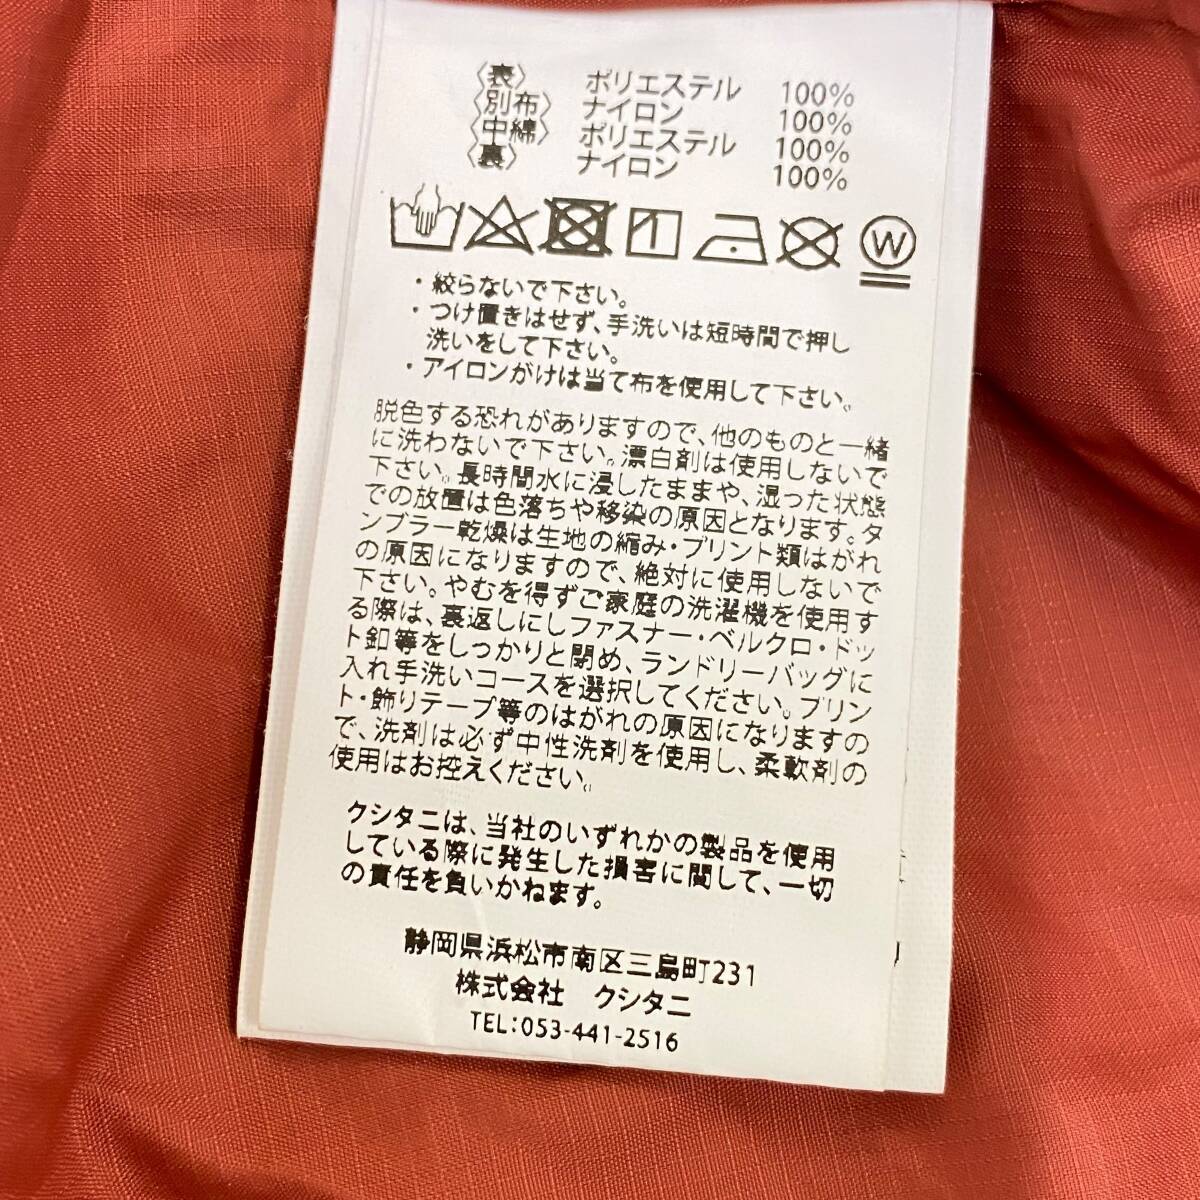 〈表〉 ポリエステル 100%
〈別布〉 ナイロン 100%
〈中綿〉 ポリエステル 100%
〈裏〉 ナイロン 100%
W
・絞らないで下さい。
・つけ置きはせず、手洗いは短時間で押し
洗いをして下さい。
・アイロンがけは当て布を使用して下さい。
脱色する恐れがありますので、他のものと一緒
に洗わないで下さい。漂白剤は使用しないで
下さい。長時間水に浸したままや、湿った状態
での放置は色落ちや移染の原因となります。タ
ンブラー乾燥は生地の縮み・プリント類はがれ
の原因になりますので、絶対に使用しないで
下さい。やむを得ずご家庭の洗濯機を使用す
る際は、裏返しにしファスナー・ベルクロ・ドッ
ト釦等をしっかりと閉め、ランドリーバッグに
入れ手洗いコースを選択してください。プリン
ト・飾りテープ等のはがれの原因になりますの
で、洗剤は必ず中性洗剤を使用し、柔軟剤の
使用はお控えください。
クシタニは、当社のいずれかの製品を使用
している際に発生した損害に関して、一切
の責任を負いかねます。
静岡県浜松市南区三島町231
株式会社 クシタニ
TEL:053-441-2516